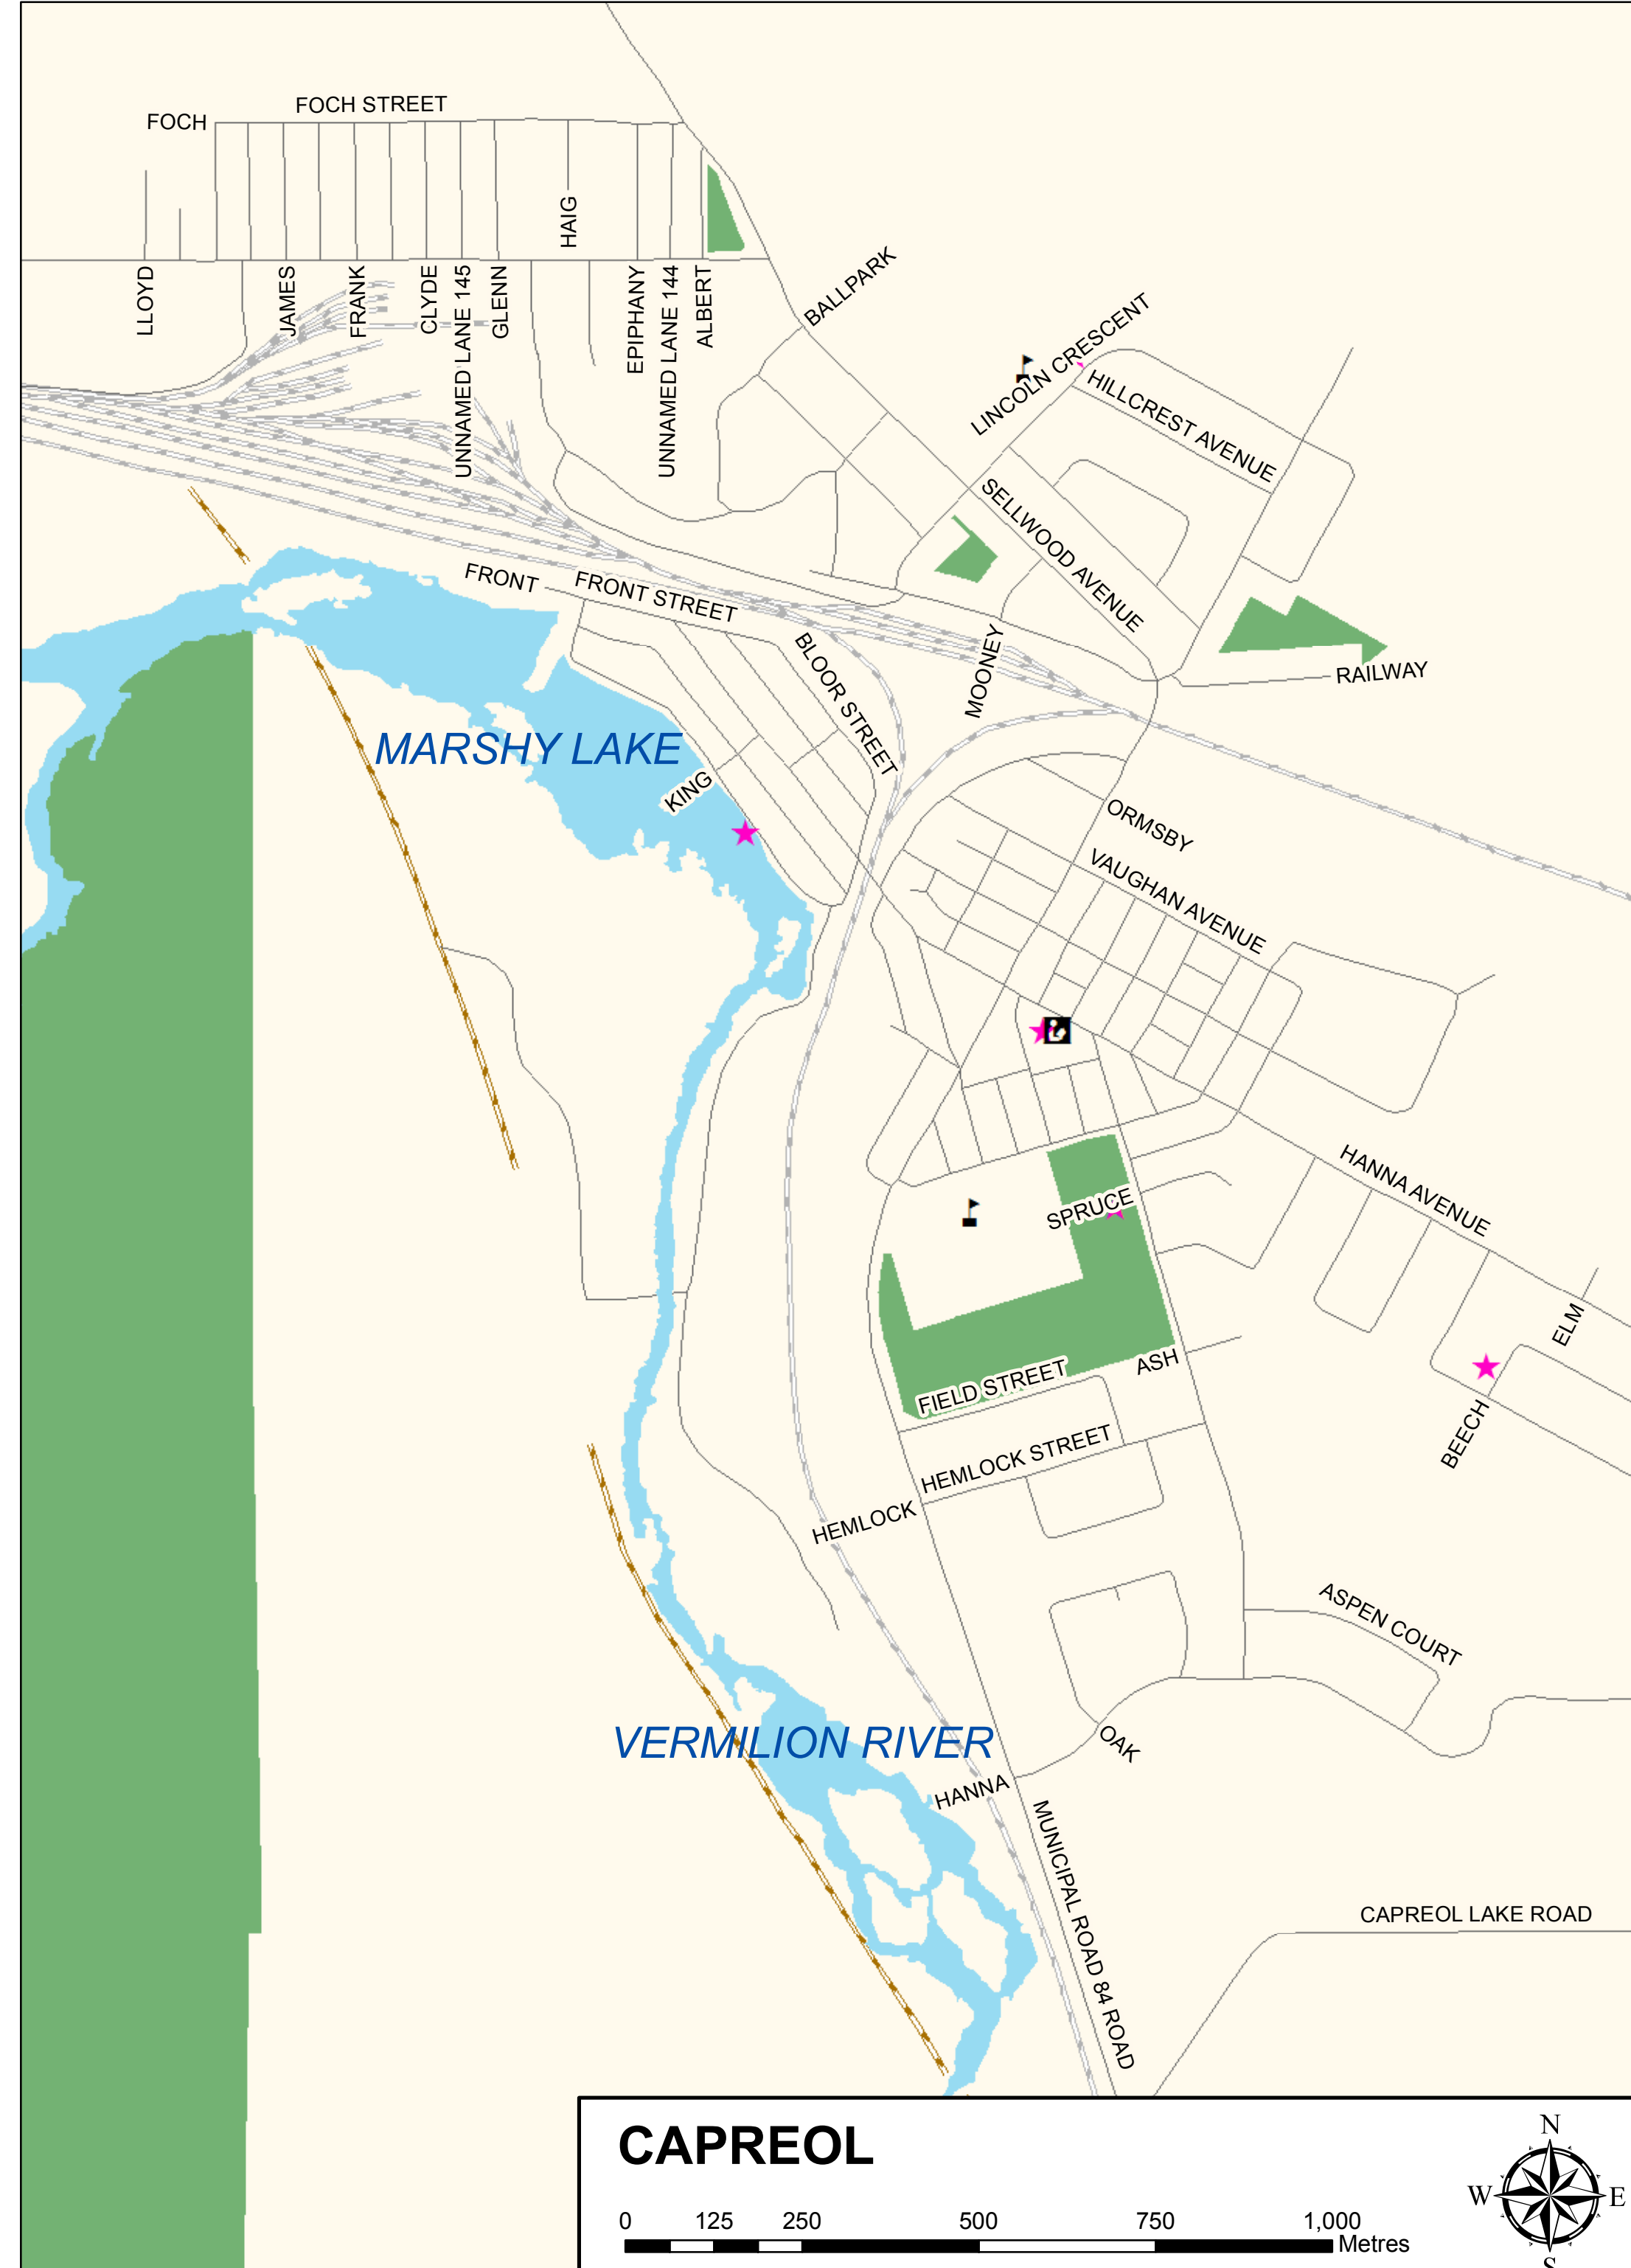 FOCH STREET
FOCH
HAIG
LLOYD
JAMES
FRANK
CLYDE
UNNAMED LANE 145
GLENN
EPIPHANY
UNNAMED LANE 144
ALBERT
BALLPARK
LINCOLN CRESCENT
HILLCREST AVENUE
SELLWOOD AVENUE
FRONT
FRONT STREET
BLOOR STREET
MOONEY
RAILWAY
MARSHY LAKE
KING
ORMSBY
VAUGHAN AVENUE
HANNA AVENUE
SPRUCE
ELM
ASH
FIELD STREET
BEECH
HEMLOCK STREET
HEMLOCK
ASPEN COURT
OAK
VERMILION RIVER
HANNA
MUNICIPAL ROAD 84 ROAD
CAPREOL LAKE ROAD
CAPREOL
N
W E
S
0 125 250 500 750 1,000
Metres